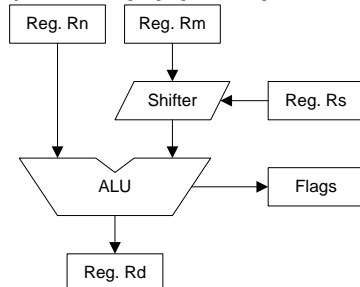 Reg. Rn
Reg. Rm
Shifter
Reg. Rs
ALU
Flags
Reg. Rd